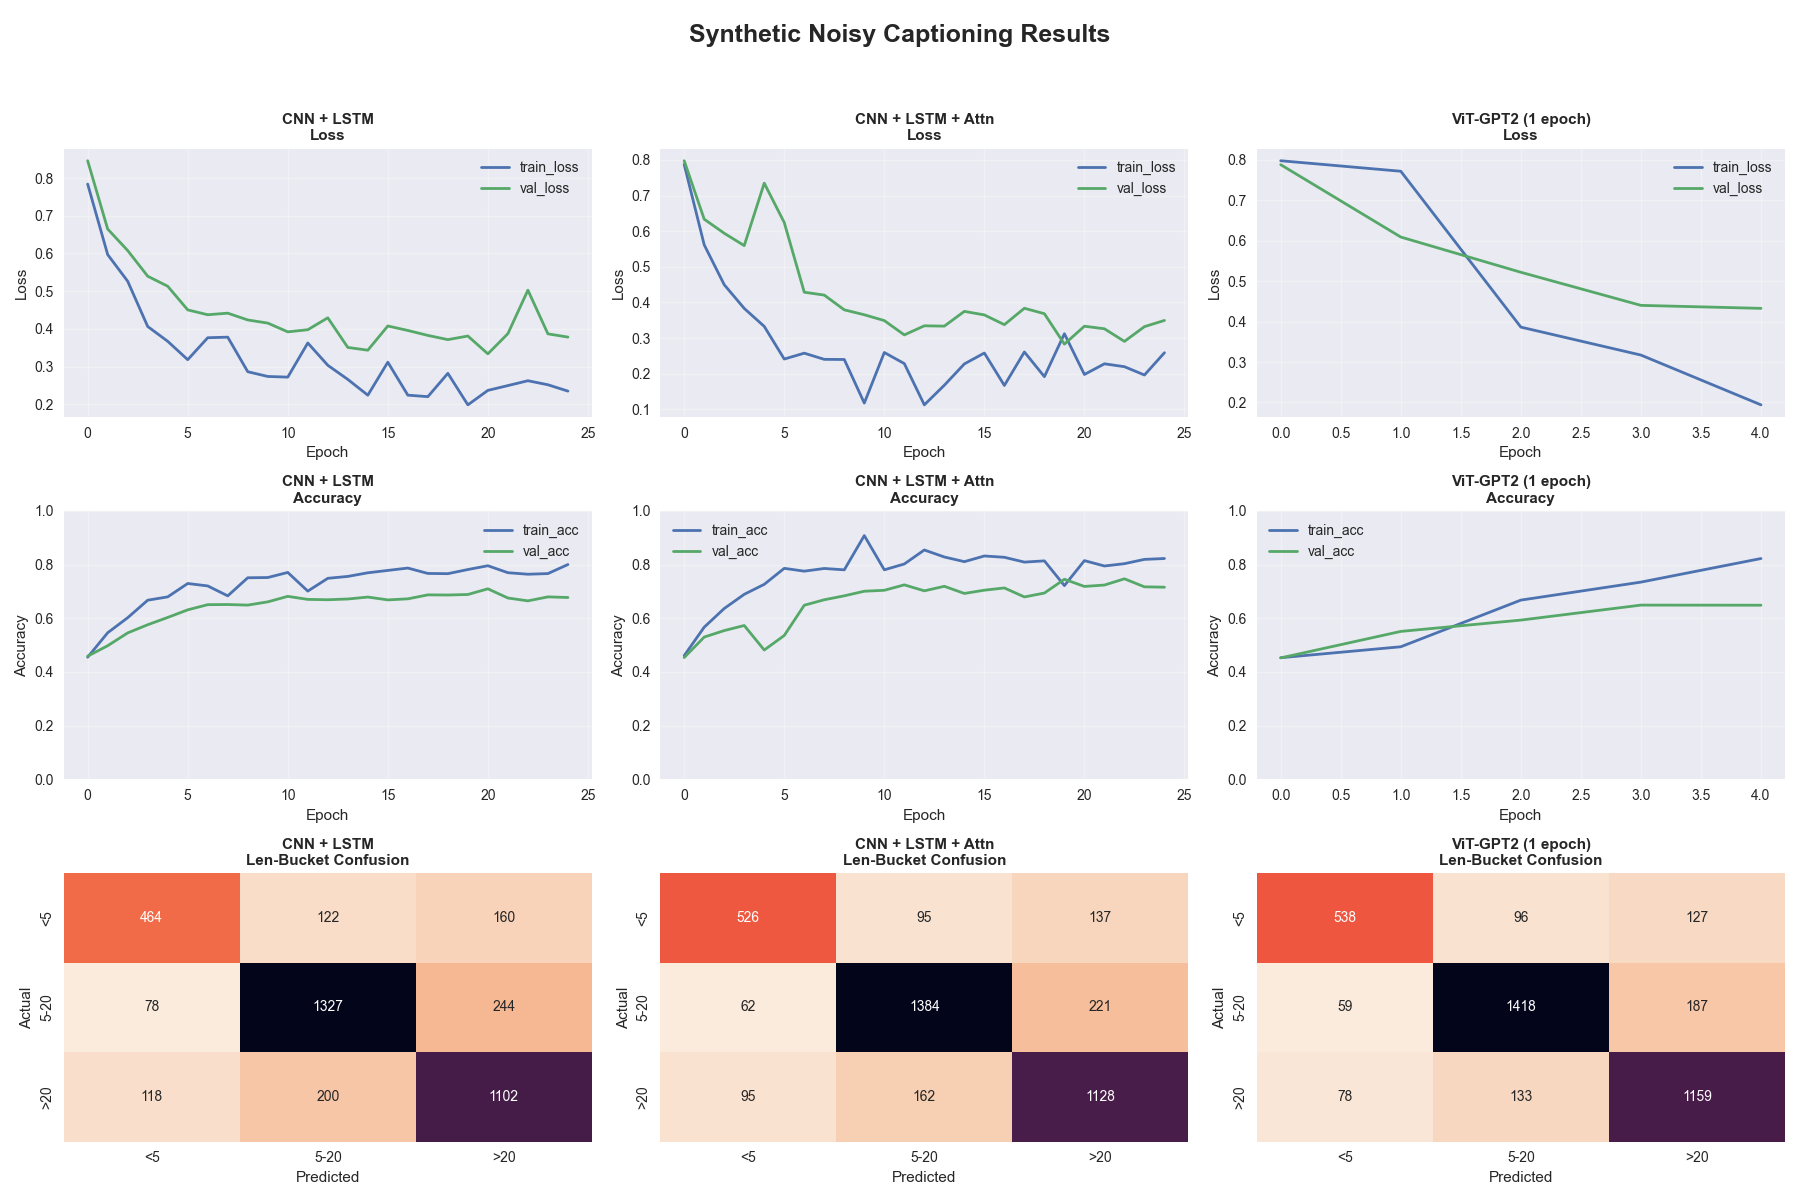 Synthetic Noisy Captioning Results
CNN + LSTM
Loss
train_loss
val_loss
0.8
0.7
0.6
0.5
0.4
0.3
0.2
Loss
0 5 10 15 20 25
Epoch
CNN + LSTM + Attn
Loss
train_loss
val_loss
0.8
0.7
0.6
0.5
0.4
0.3
0.2
0.1
Loss
0 5 10 15 20 25
Epoch
ViT-GPT2 (1 epoch)
Loss
train_loss
val_loss
0.8
0.7
0.6
0.5
0.4
0.3
0.2
Loss
0.0 0.5 1.0 1.5 2.0 2.5 3.0 3.5 4.0
Epoch
CNN + LSTM
Accuracy
train_acc
val_acc
1.0
0.8
0.6
0.4
0.2
0.0
Accuracy
0 5 10 15 20 25
Epoch
CNN + LSTM + Attn
Accuracy
train_acc
val_acc
1.0
0.8
0.6
0.4
0.2
0.0
Accuracy
0 5 10 15 20 25
Epoch
ViT-GPT2 (1 epoch)
Accuracy
train_acc
val_acc
1.0
0.8
0.6
0.4
0.2
0.0
Accuracy
0.0 0.5 1.0 1.5 2.0 2.5 3.0 3.5 4.0
Epoch
CNN + LSTM
Len-Bucket Confusion
<5 464 122 160
5-20 78 1327 244
>20 118 200 1102
Actual
<5 5-20 >20
Predicted
CNN + LSTM + Attn
Len-Bucket Confusion
<5 526 95 137
5-20 62 1384 221
>20 95 162 1128
Actual
<5 5-20 >20
Predicted
ViT-GPT2 (1 epoch)
Len-Bucket Confusion
<5 538 96 127
5-20 59 1418 187
>20 78 133 1159
Actual
<5 5-20 >20
Predicted